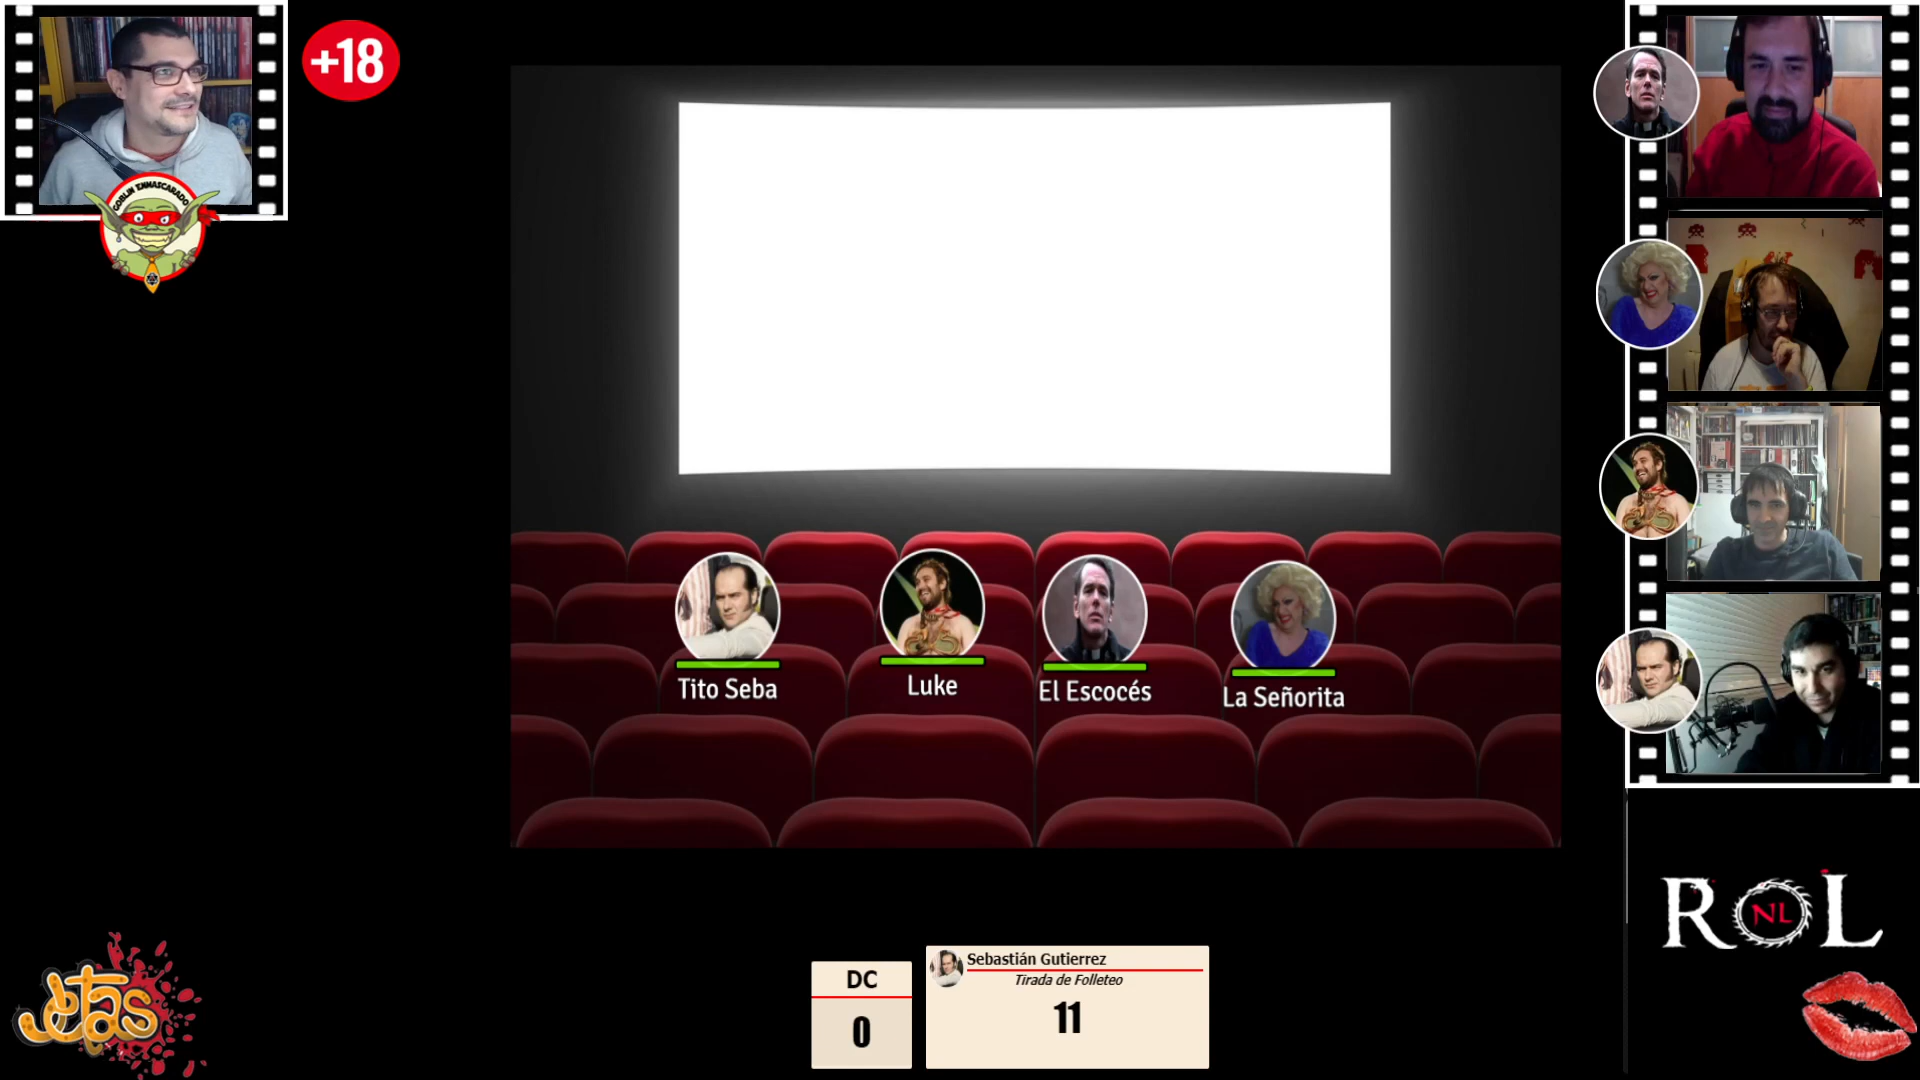 +18
GOBLIN ENMASCARADO
Tito Seba
Luke
El Escocés
La Señorita
DC
0
Sebastián Gutierrez
Tirada de Folleteo
11
Jetas
ROL
NL